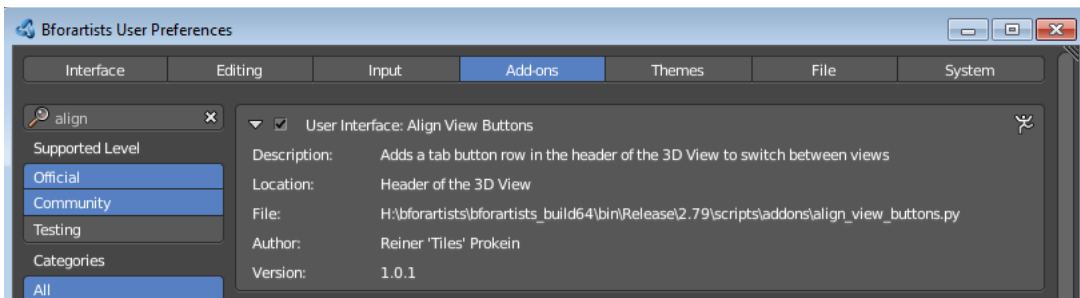 Bforartists User Preferences
Interface Editing Input Add-ons Themes File System
align
Supported Level
Official
Community
Testing
Categories
All
User Interface: Align View Buttons
Description: Adds a tab button row in the header of the 3D View to switch between views
Location: Header of the 3D View
File: H:\bforartists\bforartists_build64\bin\Release\2.79\scripts\addons\align_view_buttons.py
Author: Reiner 'Tiles' Prokein
Version: 1.0.1